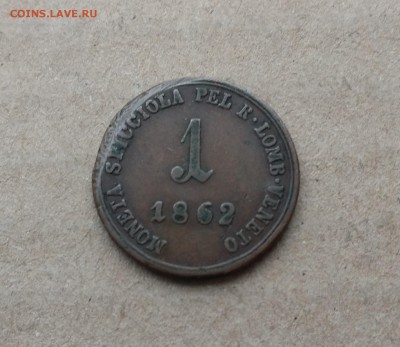 COINS.LAVE.RU
MONETA SPICCIOLA PEL R·LOMB·VENETO
1
1862